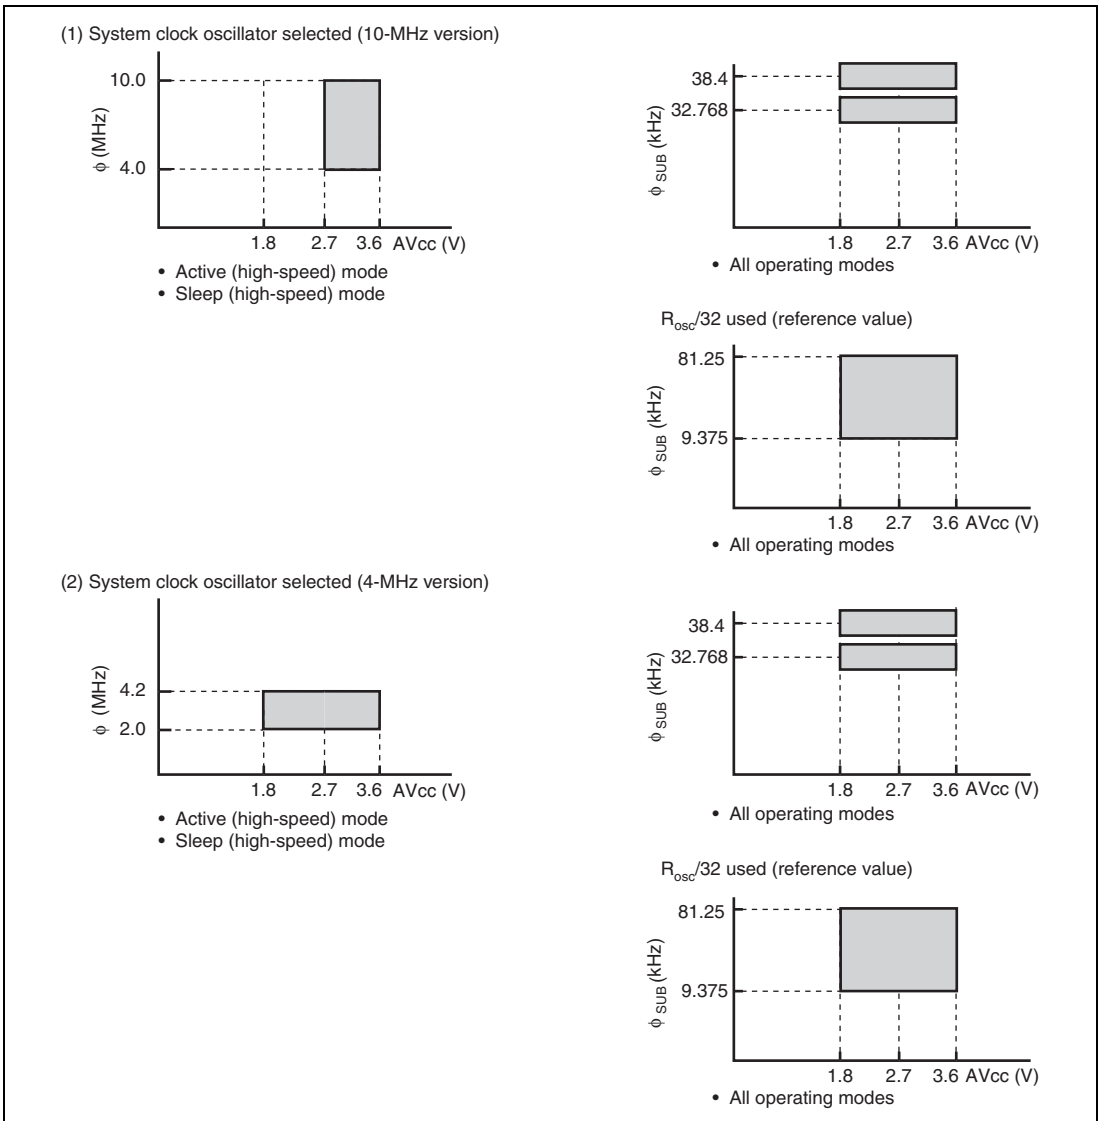 (1) System clock oscillator selected (10-MHz version)
10.0
4.0
φ (MHz)
1.8 2.7 3.6 AVcc (V)
• Active (high-speed) mode
• Sleep (high-speed) mode
38.4
32.768
φ SUB (kHz)
1.8 2.7 3.6 AVcc (V)
• All operating modes
Rosc/32 used (reference value)
81.25
9.375
φ SUB (kHz)
1.8 2.7 3.6 AVcc (V)
• All operating modes
(2) System clock oscillator selected (4-MHz version)
4.2
2.0
φ (MHz)
1.8 2.7 3.6 AVcc (V)
• Active (high-speed) mode
• Sleep (high-speed) mode
38.4
32.768
φ SUB (kHz)
1.8 2.7 3.6 AVcc (V)
• All operating modes
Rosc/32 used (reference value)
81.25
9.375
φ SUB (kHz)
1.8 2.7 3.6 AVcc (V)
• All operating modes